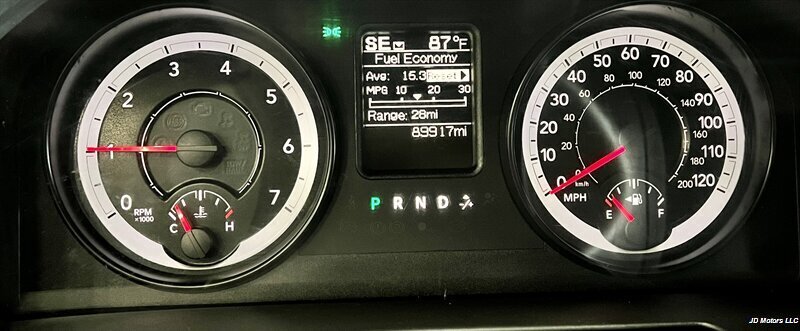 SE 87°F
Fuel Economy
Avg: 15.3 Reset
MPG 10 20 30
Range: 28mi
89917mi
P R N D
0 1 2 3 4 5 6 7
RPM
×1000
C H
0 10 20 30 40 50 60 70 80 90 100 110 120
MPH
0 100 120 140 160 180 200
km/h
E F
JD Motors LLC